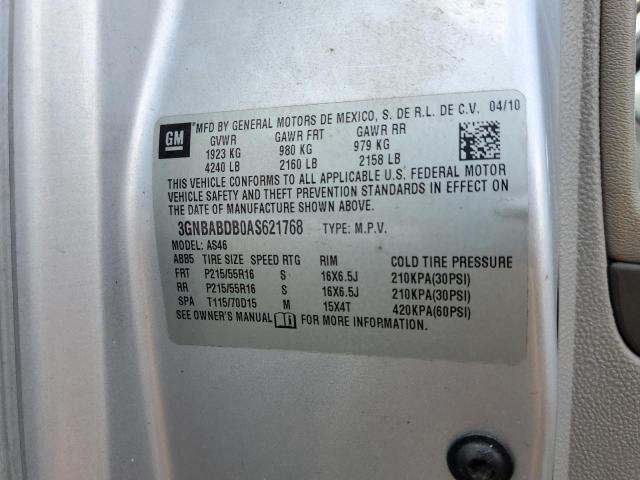 GM
MFD BY GENERAL MOTORS DE MEXICO, S. DE R.L. DE C.V. 04/10
GVWR GAWR FRT GAWR RR
1923 KG 980 KG 979 KG
4240 LB 2160 LB 2158 LB
THIS VEHICLE CONFORMS TO ALL APPLICABLE U.S. FEDERAL MOTOR
VEHICLE SAFETY AND THEFT PREVENTION STANDARDS IN EFFECT ON
THE DATE OF MANUFACTURE SHOWN ABOVE.
3GNBABDB0AS621768 TYPE: M.P.V.
MODEL: AS46
ABB5 TIRE SIZE SPEED RTG RIM COLD TIRE PRESSURE
FRT P215/55R16 S 16X6.5J 210KPA(30PSI)
RR P215/55R16 S 16X6.5J 210KPA(30PSI)
SPA T115/70D15 M 15X4T 420KPA(60PSI)
SEE OWNER'S MANUAL FOR MORE INFORMATION.